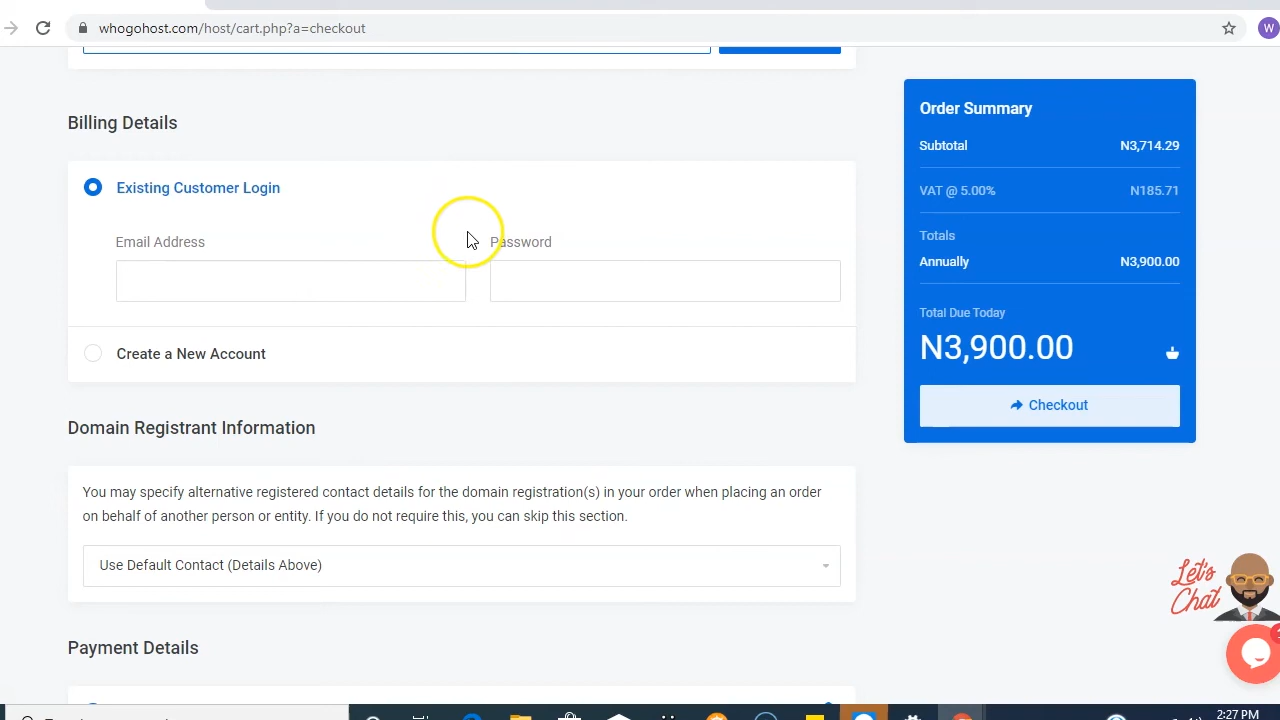 whogohost.com/host/cart.php?a=checkout
W
Billing Details
Existing Customer Login
Email Address
Password
Create a New Account
Domain Registrant Information
You may specify alternative registered contact details for the domain registration(s) in your order when placing an order
on behalf of another person or entity. If you do not require this, you can skip this section.
Use Default Contact (Details Above)
Payment Details
Order Summary
Subtotal N3,714.29
VAT @ 5.00% N185.71
Totals
Annually N3,900.00
Total Due Today
N3,900.00
Checkout
Let's
Chat
2:27 PM